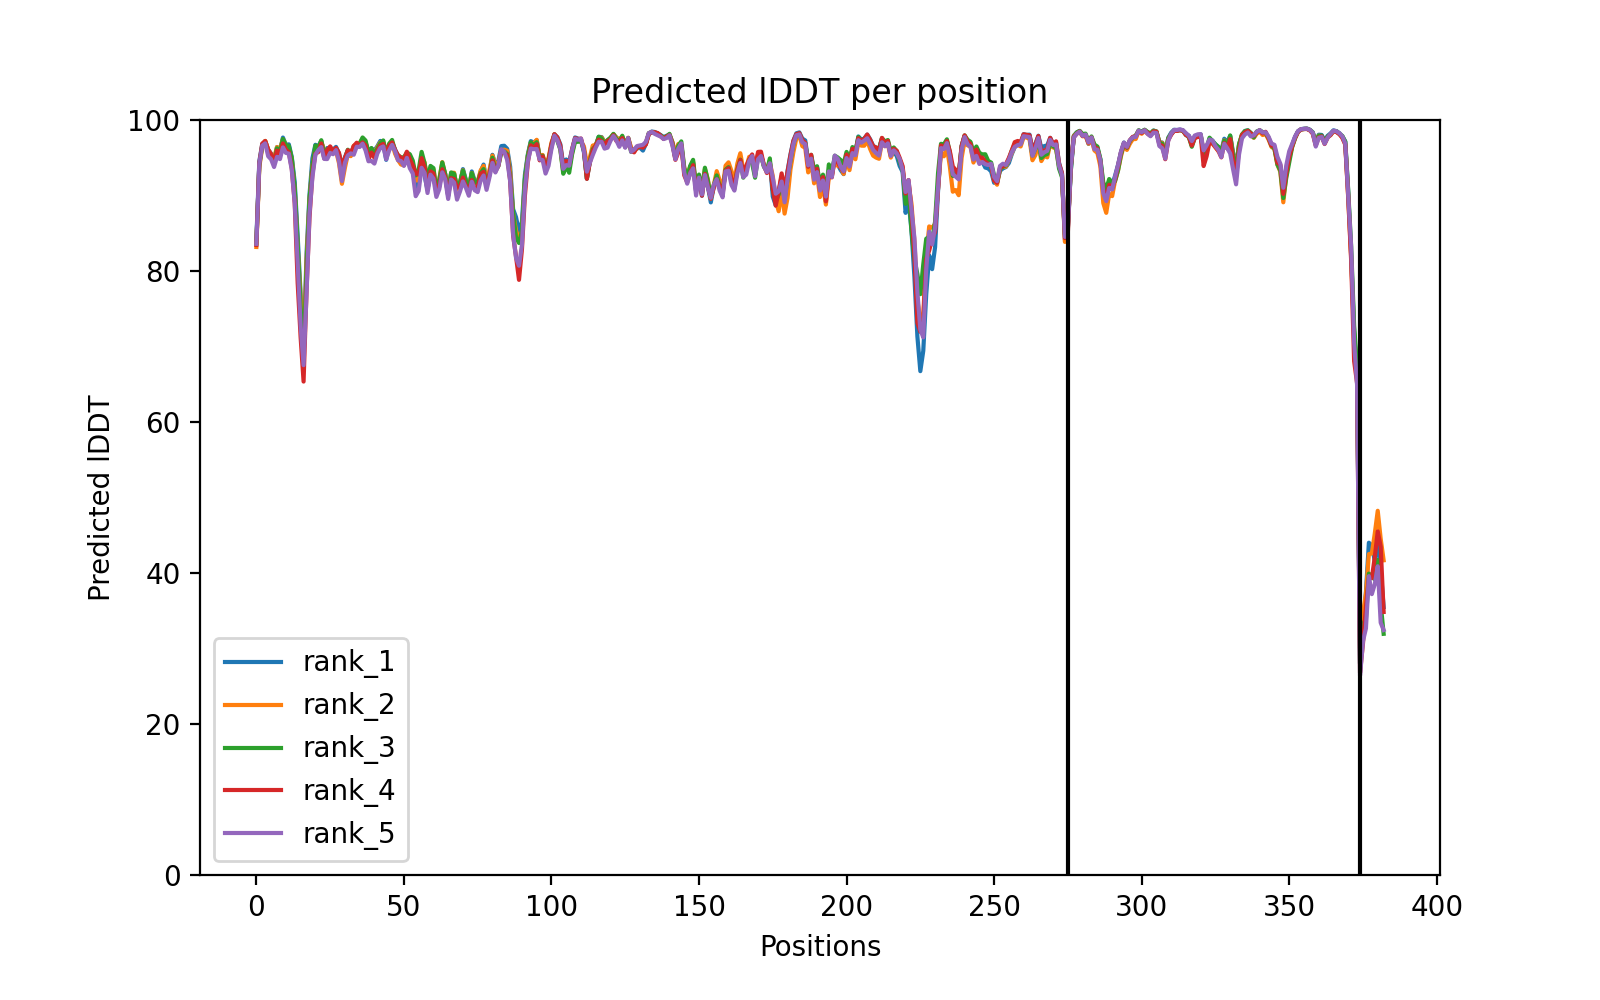 Predicted lDDT per position
100
80
60
40
20
0
Predicted lDDT
rank_1
rank_2
rank_3
rank_4
rank_5
0 50 100 150 200 250 300 350 400
Positions